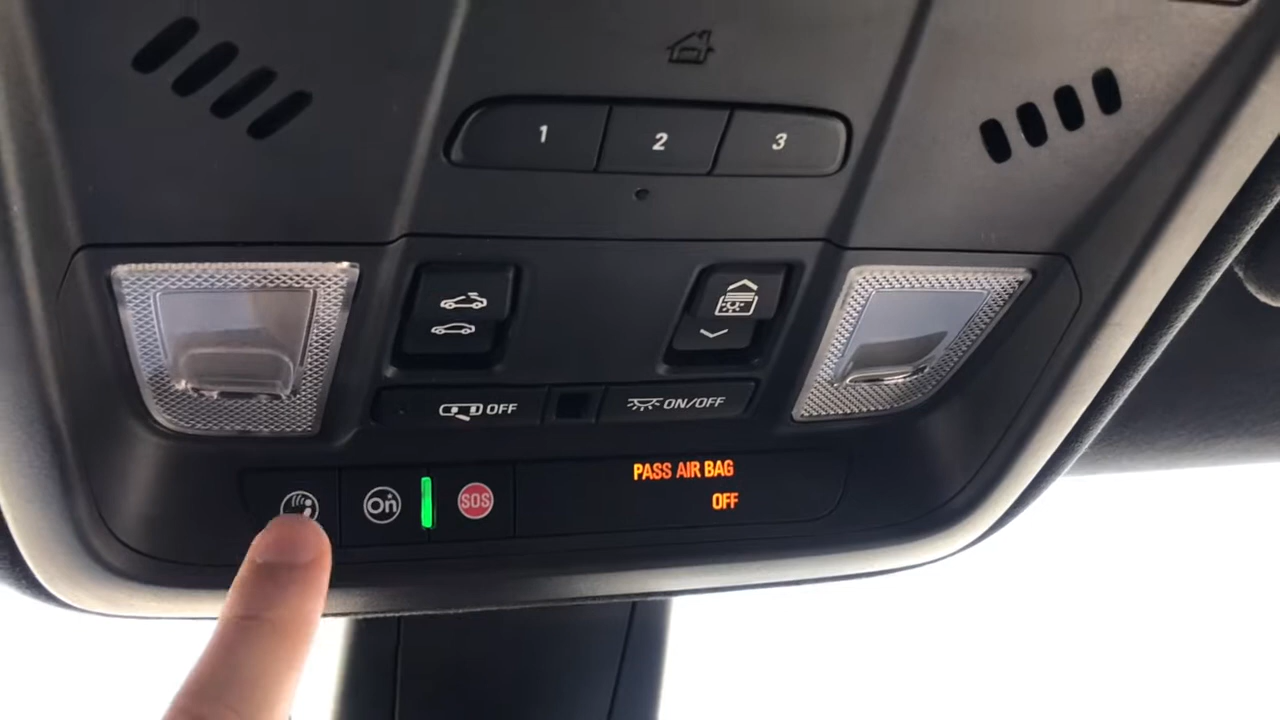 1 2 3
OFF ON/OFF
On SOS
PASS AIR BAG
OFF